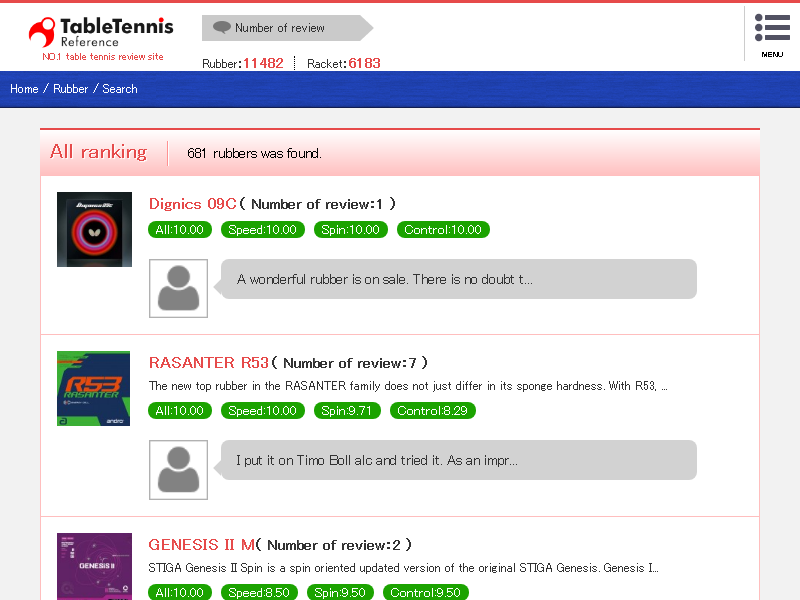 TableTennis
Reference
NO.1 table tennis review site
Number of review
Rubber:11482 Racket:6183
MENU
Home / Rubber / Search
All ranking
681 rubbers was found.
Dignics 09C
Dignics 09C( Number of review:1 )
All:10.00 Speed:10.00 Spin:10.00 Control:10.00
A wonderful rubber is on sale. There is no doubt t...
R53
RASANTER
andro
RASANTER R53( Number of review:7 )
The new top rubber in the RASANTER family does not just differ in its sponge hardness. With R53, ...
All:10.00 Speed:10.00 Spin:9.71 Control:8.29
I put it on Timo Boll alc and tried it. As an impr...
GENESIS II
GENESIS II M( Number of review:2 )
STIGA Genesis II Spin is a spin oriented updated version of the original STIGA Genesis. Genesis I...
All:10.00 Speed:8.50 Spin:9.50 Control:9.50